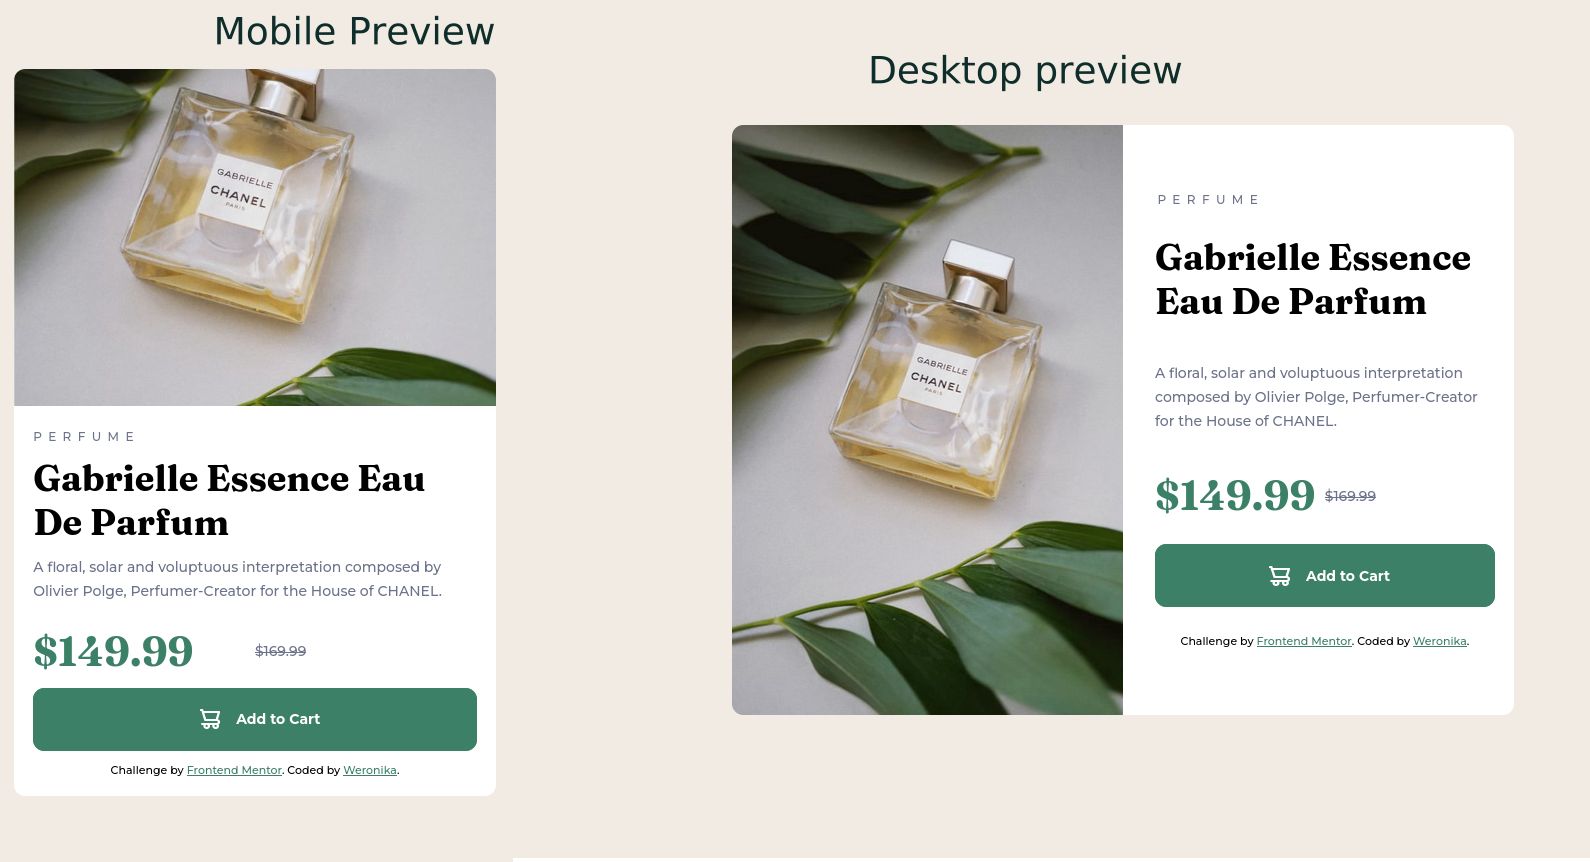 Mobile Preview
GABRIELLE
CHANEL
PARIS
PERFUME
Gabrielle Essence Eau
De Parfum
A floral, solar and voluptuous interpretation composed by
Olivier Polge, Perfumer-Creator for the House of CHANEL.
$149.99 $169.99
Add to Cart
Challenge by Frontend Mentor. Coded by Weronika.
Desktop preview
GABRIELLE
CHANEL
PARIS
PERFUME
Gabrielle Essence
Eau De Parfum
A floral, solar and voluptuous interpretation
composed by Olivier Polge, Perfumer-Creator
for the House of CHANEL.
$149.99 $169.99
Add to Cart
Challenge by Frontend Mentor. Coded by Weronika.